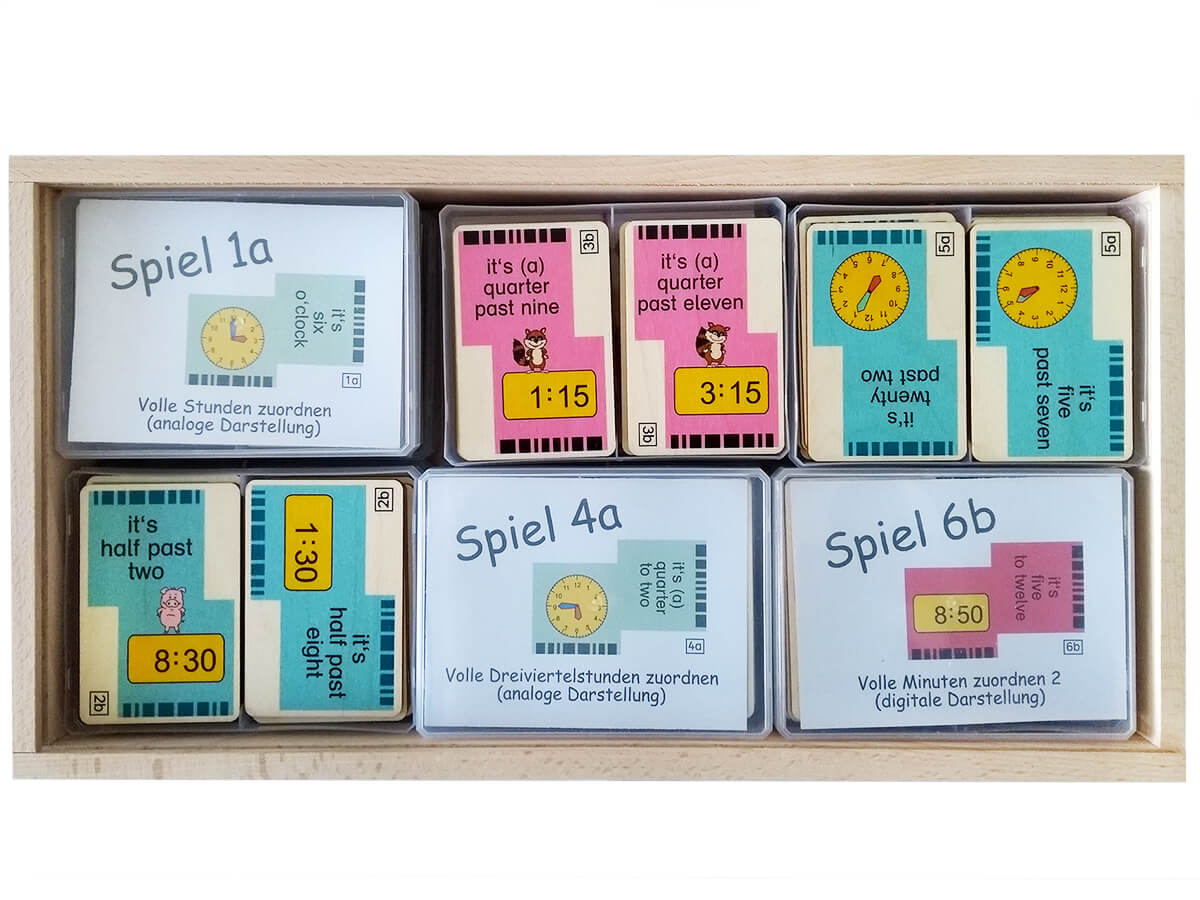 Spiel 1a
it's
six
o'clock
1a
Volle Stunden zuordnen
(analoge Darstellung)
3b
it's (a)
quarter
past nine
1:15
it's (a)
quarter
past eleven
3:15
3b
5a
it's
twenty
past two
5a
it's
five
past seven
it's
half past
two
8:30
2b
2b
1:30
it's
half past
eight
Spiel 4a
it's (a)
quarter
to two
4a
Volle Dreiviertelstunden zuordnen
(analoge Darstellung)
Spiel 6b
it's
five
to twelve
8:50
6b
Volle Minuten zuordnen 2
(digitale Darstellung)